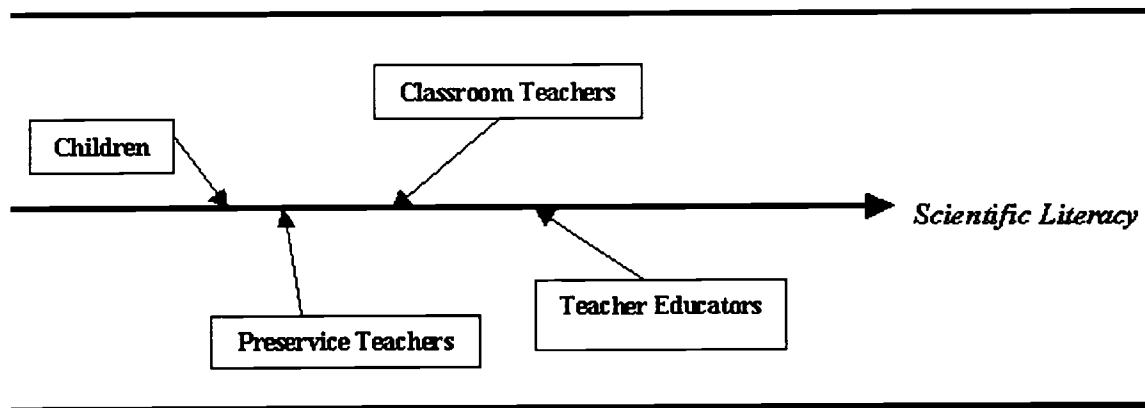 Classroom Teachers
Children
Scientific Literacy
Teacher Educators
Preservice Teachers